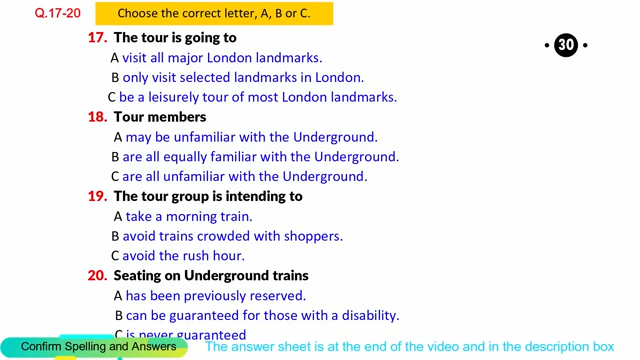 Q.17-20
Choose the correct letter, A, B or C.
30
17. The tour is going to
A visit all major London landmarks.
B only visit selected landmarks in London.
C be a leisurely tour of most London landmarks.
18. Tour members
A may be unfamiliar with the Underground.
B are all equally familiar with the Underground.
C are all unfamiliar with the Underground.
19. The tour group is intending to
A take a morning train.
B avoid trains crowded with shoppers.
C avoid the rush hour.
20. Seating on Underground trains
A has been previously reserved.
B can be guaranteed for those with a disability.
C is never guaranteed
Confirm Spelling and Answers
The answer sheet is at the end of the video and in the description box